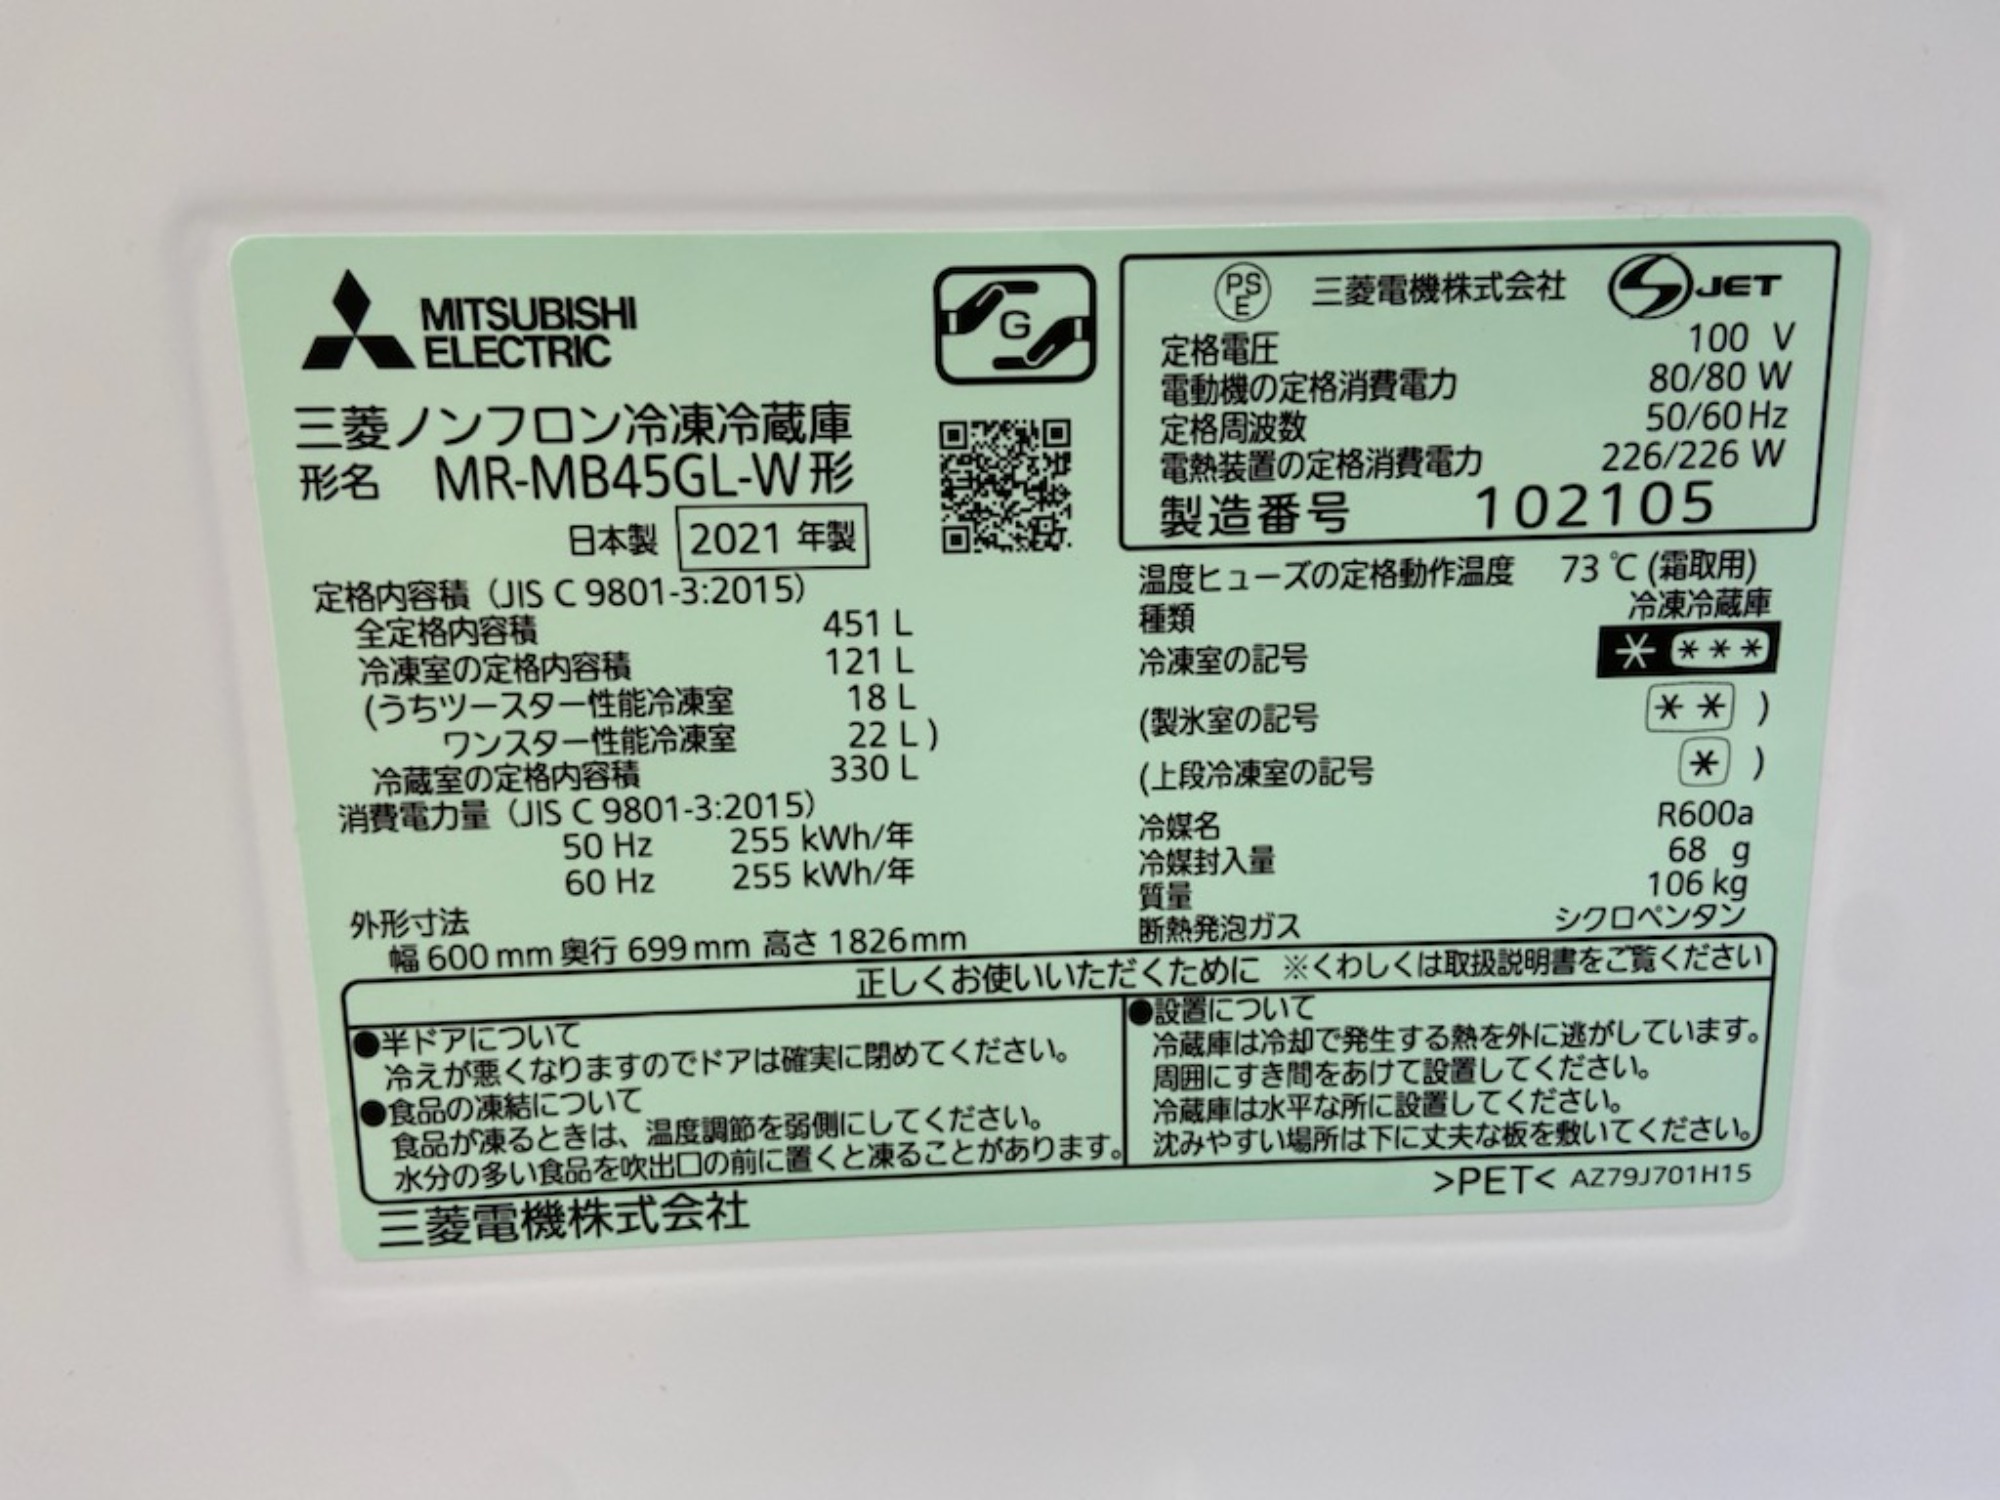 MITSUBISHI
ELECTRIC
三菱ノンフロン冷凍冷蔵庫
形名 MR-MB45GL-W形
日本製 2021 年製
定格内容積（JIS C 9801-3:2015）
全定格内容積 451 L
冷凍室の定格内容積 121 L
(うちツースター性能冷凍室 18 L
ワンスター性能冷凍室 22 L )
冷蔵室の定格内容積 330 L
消費電力量（JIS C 9801-3:2015）
50 Hz 255 kWh/年
60 Hz 255 kWh/年
外形寸法
幅 600 mm 奥行 699 mm 高さ 1826mm
G
PS E 三菱電機株式会社 S JET
定格電圧 100 V
電動機の定格消費電力 80/80 W
定格周波数 50/60 Hz
電熱装置の定格消費電力 226/226 W
製造番号 102105
温度ヒューズの定格動作温度 73 ℃ (霜取用)
種類 冷凍冷蔵庫
冷凍室の記号 * ***
(製氷室の記号 ** )
(上段冷凍室の記号 * )
冷媒名 R600a
冷媒封入量 68 g
質量 106 kg
断熱発泡ガス シクロペンタン
正しくお使いいただくために ※くわしくは取扱説明書をご覧ください
●半ドアについて
冷えが悪くなりますのでドアは確実に閉めてください。
●食品の凍結について
食品が凍るときは、温度調節を弱側にしてください。
水分の多い食品を吹出口の前に置くと凍ることがあります。
●設置について
冷蔵庫は冷却で発生する熱を外に逃がしています。
周囲にすき間をあけて設置してください。
冷蔵庫は水平な所に設置してください。
沈みやすい場所は下に丈夫な板を敷いてください。
三菱電機株式会社
>PET< AZ79J701H15